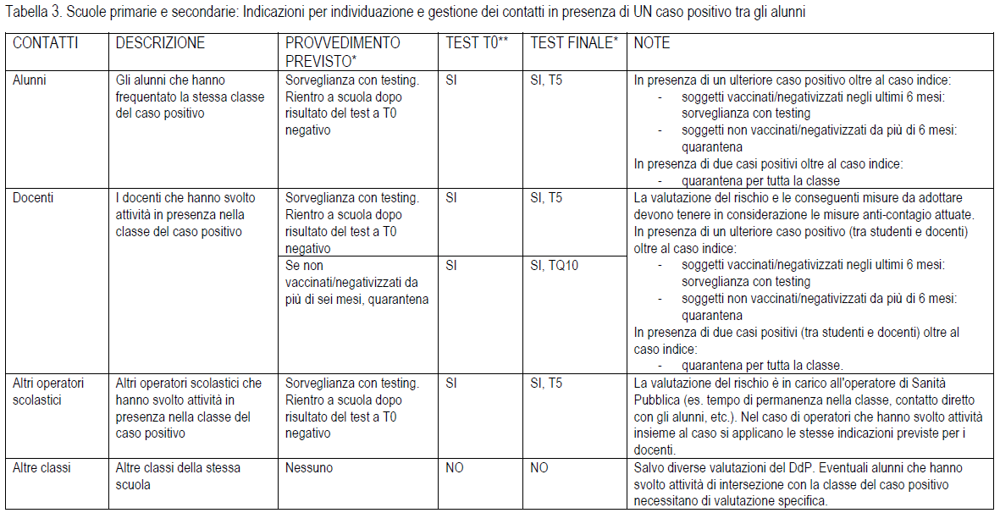 Tabella 3. Scuole primarie e secondarie: Indicazioni per individuazione e gestione dei contatti in presenza di UN caso positivo tra gli alunni
CONTATTI
DESCRIZIONE
PROVVEDIMENTO
PREVISTO*
TEST T0**
TEST FINALE*
NOTE
Alunni
Gli alunni che hanno
frequentato la stessa classe
del caso positivo
Sorveglianza con testing.
Rientro a scuola dopo
risultato del test a T0
negativo
SI
SI, T5
In presenza di un ulteriore caso positivo oltre al caso indice:
- soggetti vaccinati/negativizzati negli ultimi 6 mesi:
sorveglianza con testing
- soggetti non vaccinati/negativizzati da più di 6 mesi:
quarantena
In presenza di due casi positivi oltre al caso indice:
- quarantena per tutta la classe
Docenti
I docenti che hanno svolto
attività in presenza nella
classe del caso positivo
Sorveglianza con testing.
Rientro a scuola dopo
risultato del test a T0
negativo
SI
SI, T5
Se non
vaccinati/negativizzati da
più di sei mesi, quarantena
SI
SI, TQ10
La valutazione del rischio e le conseguenti misure da adottare
devono tenere in considerazione le misure anti-contagio attuate.
In presenza di un ulteriore caso positivo (tra studenti e docenti)
oltre al caso indice:
- soggetti vaccinati/negativizzati negli ultimi 6 mesi:
sorveglianza con testing
- soggetti non vaccinati/negativizzati da più di 6 mesi:
quarantena
In presenza di due casi positivi (tra studenti e docenti) oltre al
caso indice:
- quarantena per tutta la classe.
Altri operatori
scolastici
Altri operatori scolastici che
hanno svolto attività in
presenza nella classe del
caso positivo
Sorveglianza con testing.
Rientro a scuola dopo
risultato del test a T0
negativo
SI
SI, T5
La valutazione del rischio è in carico all'operatore di Sanità
Pubblica (es. tempo di permanenza nella classe, contatto diretto
con gli alunni, etc.). Nel caso di operatori che hanno svolto attività
insieme al caso si applicano le stesse indicazioni previste per i
docenti.
Altre classi
Altre classi della stessa
scuola
Nessuno
NO
NO
Salvo diverse valutazioni del DdP. Eventuali alunni che hanno
svolto attività di intersezione con la classe del caso positivo
necessitano di valutazione specifica.